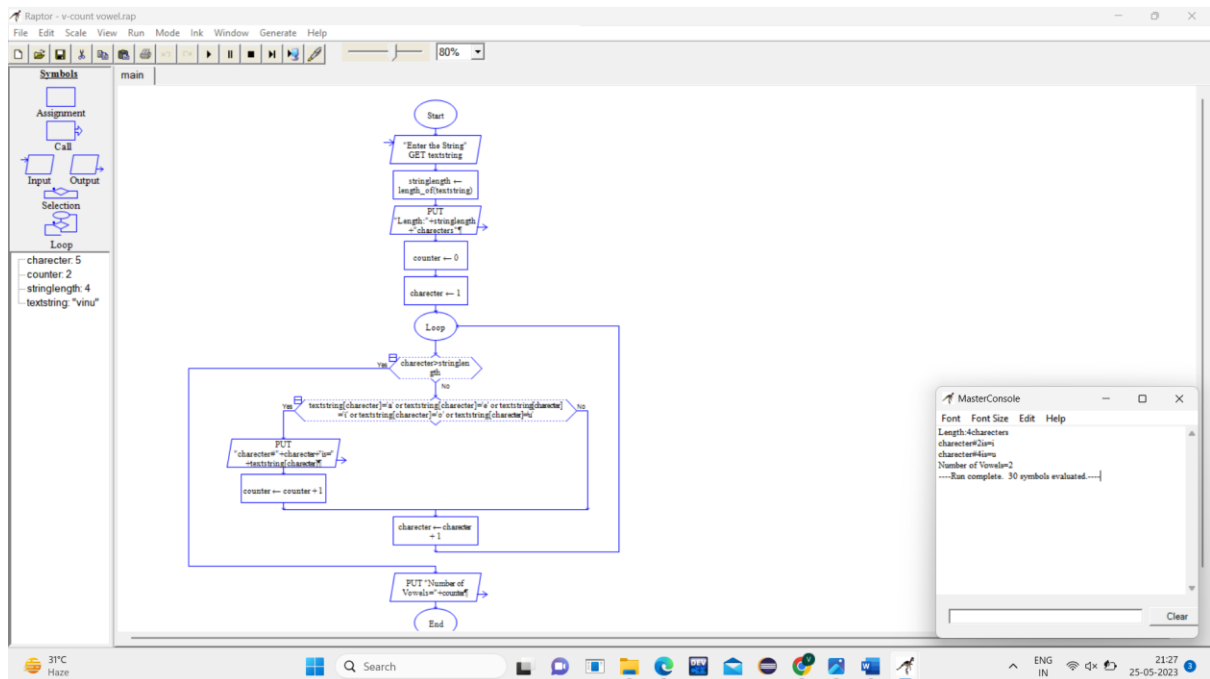 Raptor - v-count vowel.rap
File Edit Scale View Run Mode Ink Window Generate Help
80%
Symbols
main
Assignment
Call
Input Output
Selection
Loop
charecter: 5
counter: 2
stringlength: 4
textstring: "vinu"
Start
"Enter the String"
GET textstring
stringlength ←
length_of(textstring)
PUT
"Length:"+stringlength
+"charecters"¶
counter ← 0
charecter ← 1
Loop
Yes
charecter>stringlen
gth
No
Yes
textstring[charecter]='a' or textstring[charecter]='e' or textstring[charecter]
='i' or textstring[charecter]='o' or textstring[charecter]='u'
No
PUT
"charecter#"+charecter+"is="
+textstring[charecter]¶
counter ← counter + 1
charecter ← charecter
+ 1
PUT "Number of
Vowels="+counter¶
End
MasterConsole
Font Font Size Edit Help
Length:4charecters
charecter#2is=i
charecter#4is=u
Number of Vowels=2
----Run complete. 30 symbols evaluated.----
Clear
31°C
Haze
Search
DEV
ENG
IN
21:27
25-05-2023
3